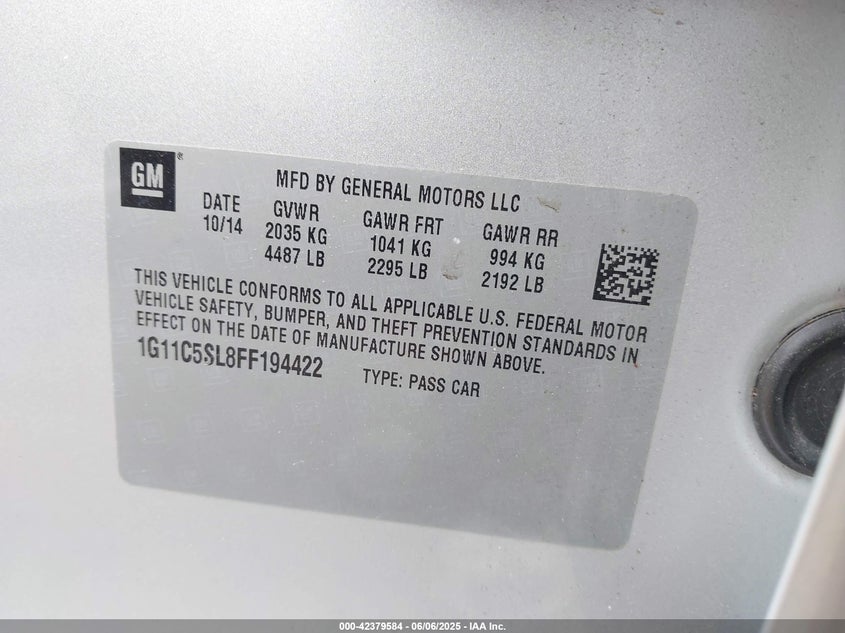 GM
MFD BY GENERAL MOTORS LLC
DATE GVWR GAWR FRT GAWR RR
10/14 2035 KG 1041 KG 994 KG
4487 LB 2295 LB 2192 LB
THIS VEHICLE CONFORMS TO ALL APPLICABLE U.S. FEDERAL MOTOR
VEHICLE SAFETY, BUMPER, AND THEFT PREVENTION STANDARDS IN
EFFECT ON THE DATE OF MANUFACTURE SHOWN ABOVE.
1G11C5SL8FF194422 TYPE: PASS CAR
000-42379584 - 06/06/2025 - IAA Inc.